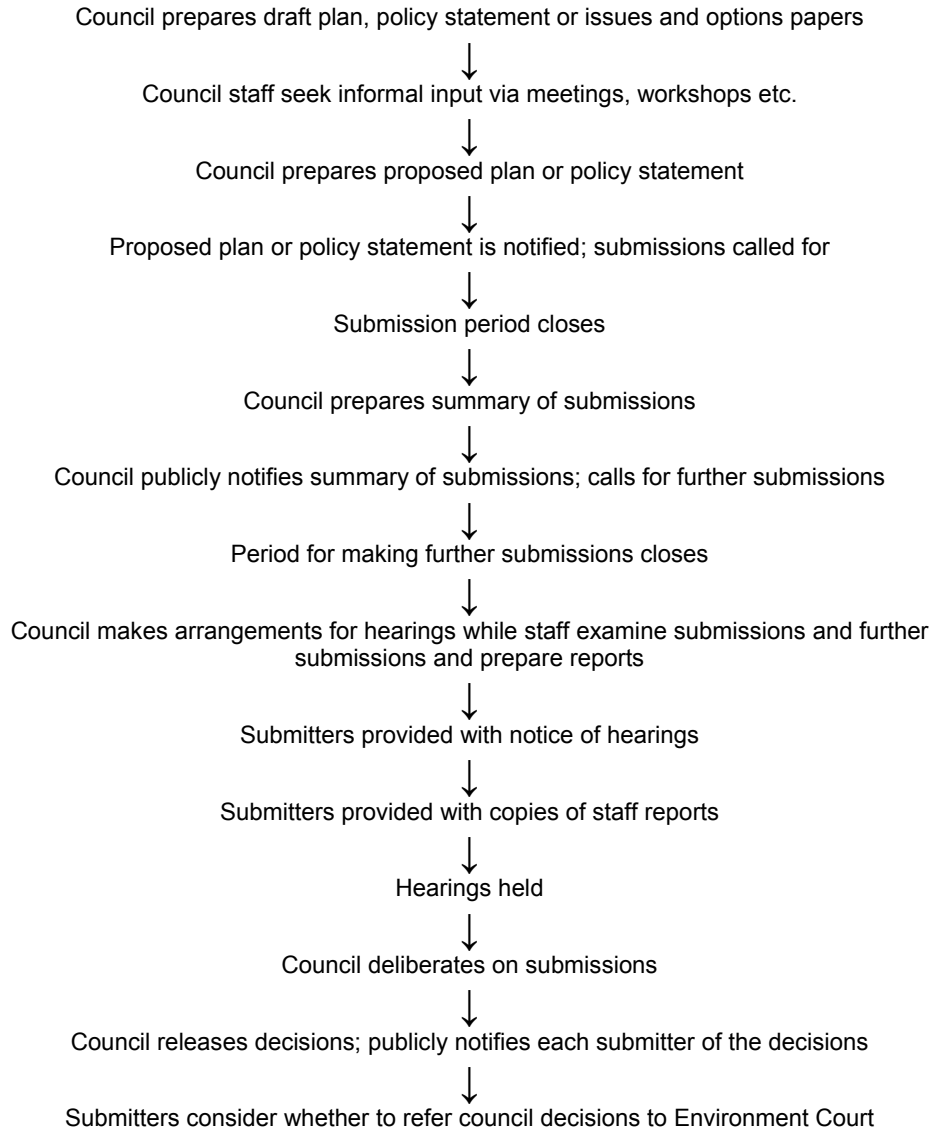 Council prepares draft plan, policy statement or issues and options papers
Council staff seek informal input via meetings, workshops etc.
Council prepares proposed plan or policy statement
Proposed plan or policy statement is notified; submissions called for
Submission period closes
Council prepares summary of submissions
Council publicly notifies summary of submissions; calls for further submissions
Period for making further submissions closes
Council makes arrangements for hearings while staff examine submissions and further
submissions and prepare reports
Submitters provided with notice of hearings
Submitters provided with copies of staff reports
Hearings held
Council deliberates on submissions
Council releases decisions; publicly notifies each submitter of the decisions
Submitters consider whether to refer council decisions to Environment Court